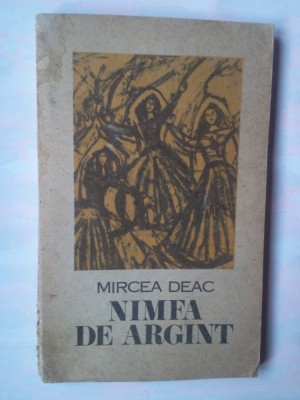 MIRCEA DEAC
NIMFA
DE ARGINT